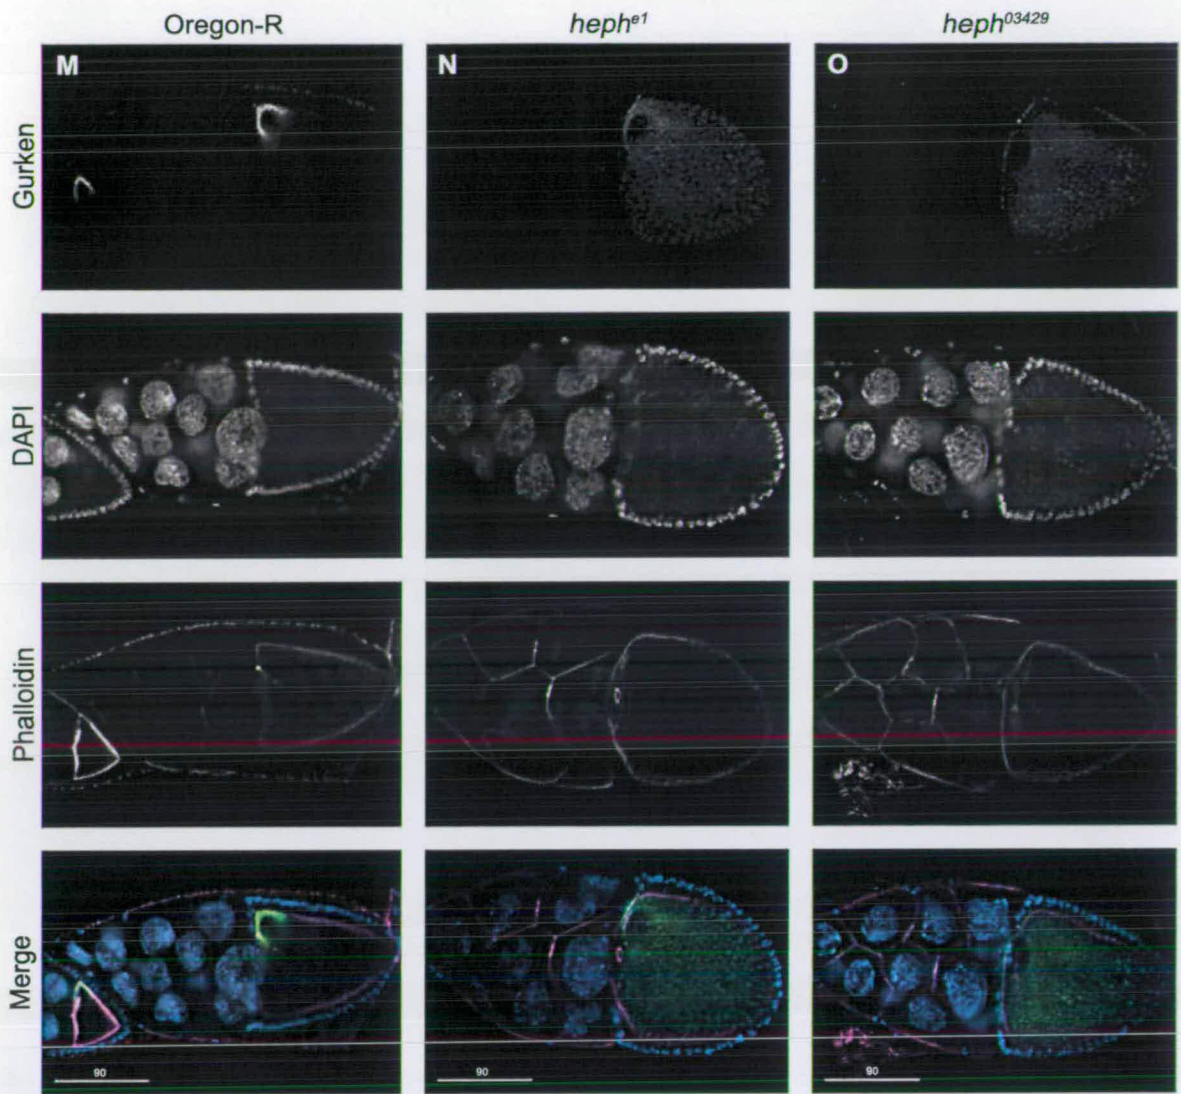 Oregon-R heph^e1 heph^03429
M N O
Gurken
DAPI
Phalloidin
Merge
90 90 90